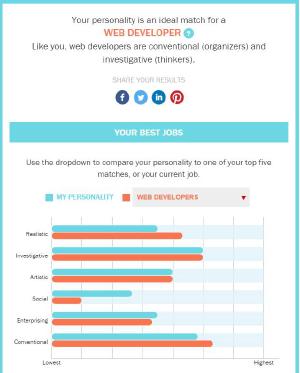 Your personality is an ideal match for a
WEB DEVELOPER ?
Like you, web developers are conventional (organizers) and
investigative (thinkers).
SHARE YOUR RESULTS
YOUR BEST JOBS
Use the dropdown to compare your personality to one of your top five
matches, or your current job.
MY PERSONALITY WEB DEVELOPERS
Realistic
Investigative
Artistic
Social
Enterprising
Conventional
Lowest Highest